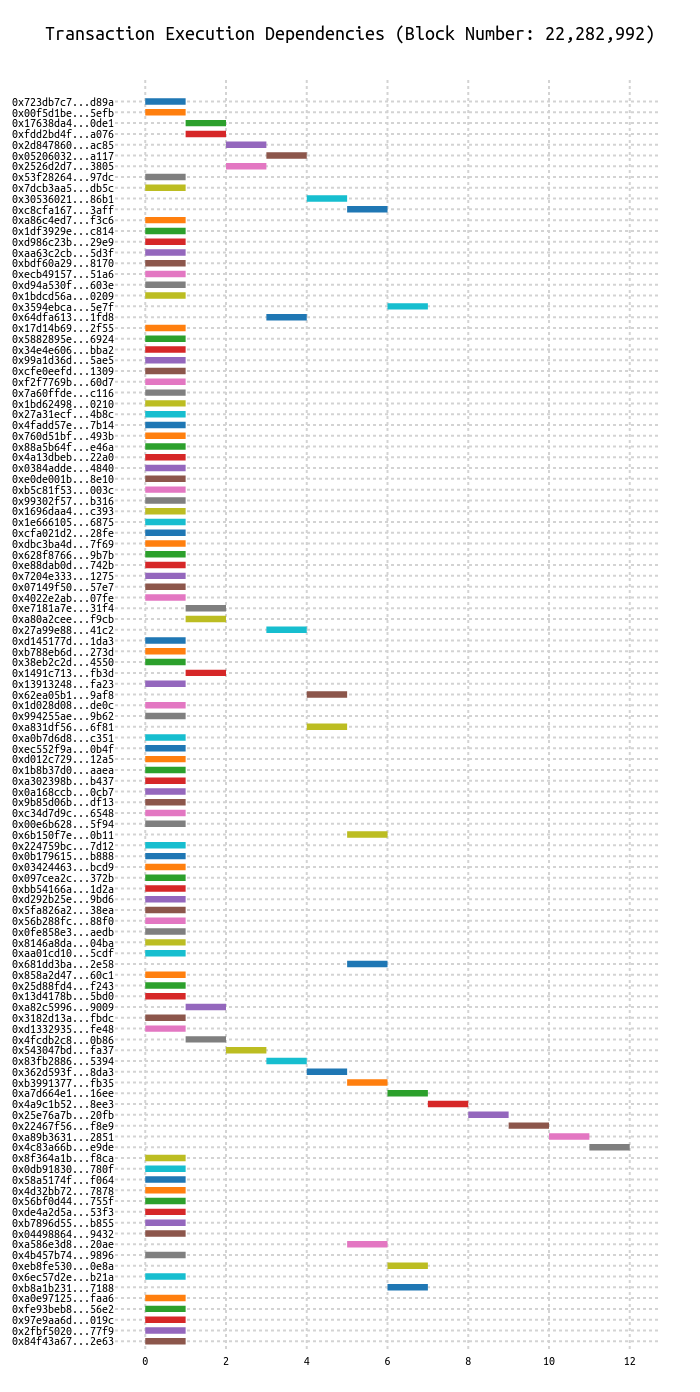 Transaction Execution Dependencies (Block Number: 22,282,992)
0x723db7c7...d89a
0x00f5d1be...5efb
0x17638da4...0de1
0xfdd2bd4f...a076
0x2d847860...ac85
0x05206032...a117
0x2526d2d7...3805
0x53f28264...97dc
0x7dcb3aa5...db5c
0x30536021...86b1
0xc8cfa167...3aff
0xa86c4ed7...f3c6
0x1df3929e...c814
0xd986c23b...29e9
0xaa63c2cb...5d3f
0xbdf60a29...8170
0xecb49157...51a6
0xd94a530f...603e
0x1bdcd56a...0209
0x3594ebca...5e7f
0x64dfa613...1fd8
0x17d14b69...2f55
0x5882895e...6924
0x34e4e606...bba2
0x99a1d36d...5ae5
0xcfe0eefd...1309
0xf2f7769b...60d7
0x7a60ffde...c116
0x1bd62498...0210
0x27a31ecf...4b8c
0x4fadd57e...7b14
0x760d51bf...493b
0x88a5b64f...e46a
0x4a13dbeb...22a0
0x0384adde...4840
0xe0de001b...8e10
0xb5c81f53...003c
0x99302f57...b316
0x1696daa4...c393
0x1e666105...6875
0xcfa021d2...28fe
0xdbc3ba4d...7f69
0x628f8766...9b7b
0xe88dab0d...742b
0x7204e333...1275
0x07149f50...57e7
0x4022e2ab...07fe
0xe7181a7e...31f4
0xa80a2cee...f9cb
0x27a99e88...41c2
0xd145177d...1da3
0xb788eb6d...273d
0x38eb2c2d...4550
0x1491c713...fb3d
0x13913248...fa23
0x62ea05b1...9af8
0x1d028d08...de0c
0x994255ae...9b62
0xa831df56...6f81
0xa0b7d6d8...c351
0xec552f9a...0b4f
0xd012c729...12a5
0x1b8b37d0...aaea
0xa302398b...b437
0x0a168ccb...0cb7
0x9b85d06b...df13
0xc34d7d9c...6548
0x00e6b628...5f94
0x6b150f7e...0b11
0x224759bc...7d12
0x0b179615...b888
0x03424463...bcd9
0x097cea2c...372b
0xbb54166a...1d2a
0xd292b25e...9bd6
0x5fa826a2...38ea
0x56b288fc...88f0
0x0fe858e3...aedb
0x8146a8da...04ba
0xaa01cd10...5cdf
0x681dd3ba...2e58
0x858a2d47...60c1
0x25d88fd4...f243
0x13d4178b...5bd0
0xa82c5996...9009
0x3182d13a...fbdc
0xd1332935...fe48
0x4fcdb2c8...0b86
0x543047bd...fa37
0x83fb2886...5394
0x362d593f...8da3
0xb3991377...fb35
0xa7d664e1...16ee
0x4a9c1b52...8ee3
0x25e76a7b...20fb
0x22467f56...f8e9
0xa89b3631...2851
0x4c83a66b...e9de
0x8f364a1b...f8ca
0x0db91830...780f
0x58a5174f...f064
0x4d32bb72...7878
0x56bf0d44...755f
0xde4a2d5a...53f3
0xb7896d55...b855
0x04498864...9432
0xa586e3d8...20ae
0x4b457b74...9896
0xeb8fe530...0e8a
0x6ec57d2e...b21a
0xb8a1b231...7188
0xa0e97125...faa6
0xfe93beb8...56e2
0x97e9aa6d...019c
0x2fbf5020...77f9
0x84f43a67...2e63
0 2 4 6 8 10 12